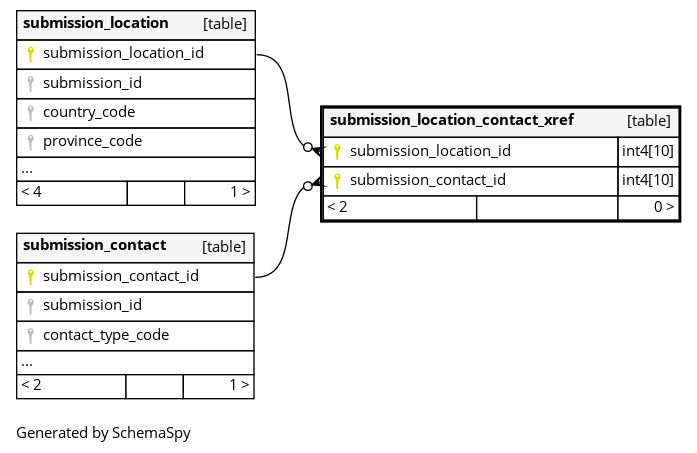 submission_location [table]
submission_location_id
submission_id
country_code
province_code
...
< 4 1 >
submission_location_contact_xref [table]
submission_location_id int4[10]
submission_contact_id int4[10]
< 2 0 >
submission_contact [table]
submission_contact_id
submission_id
contact_type_code
...
< 2 1 >
Generated by SchemaSpy